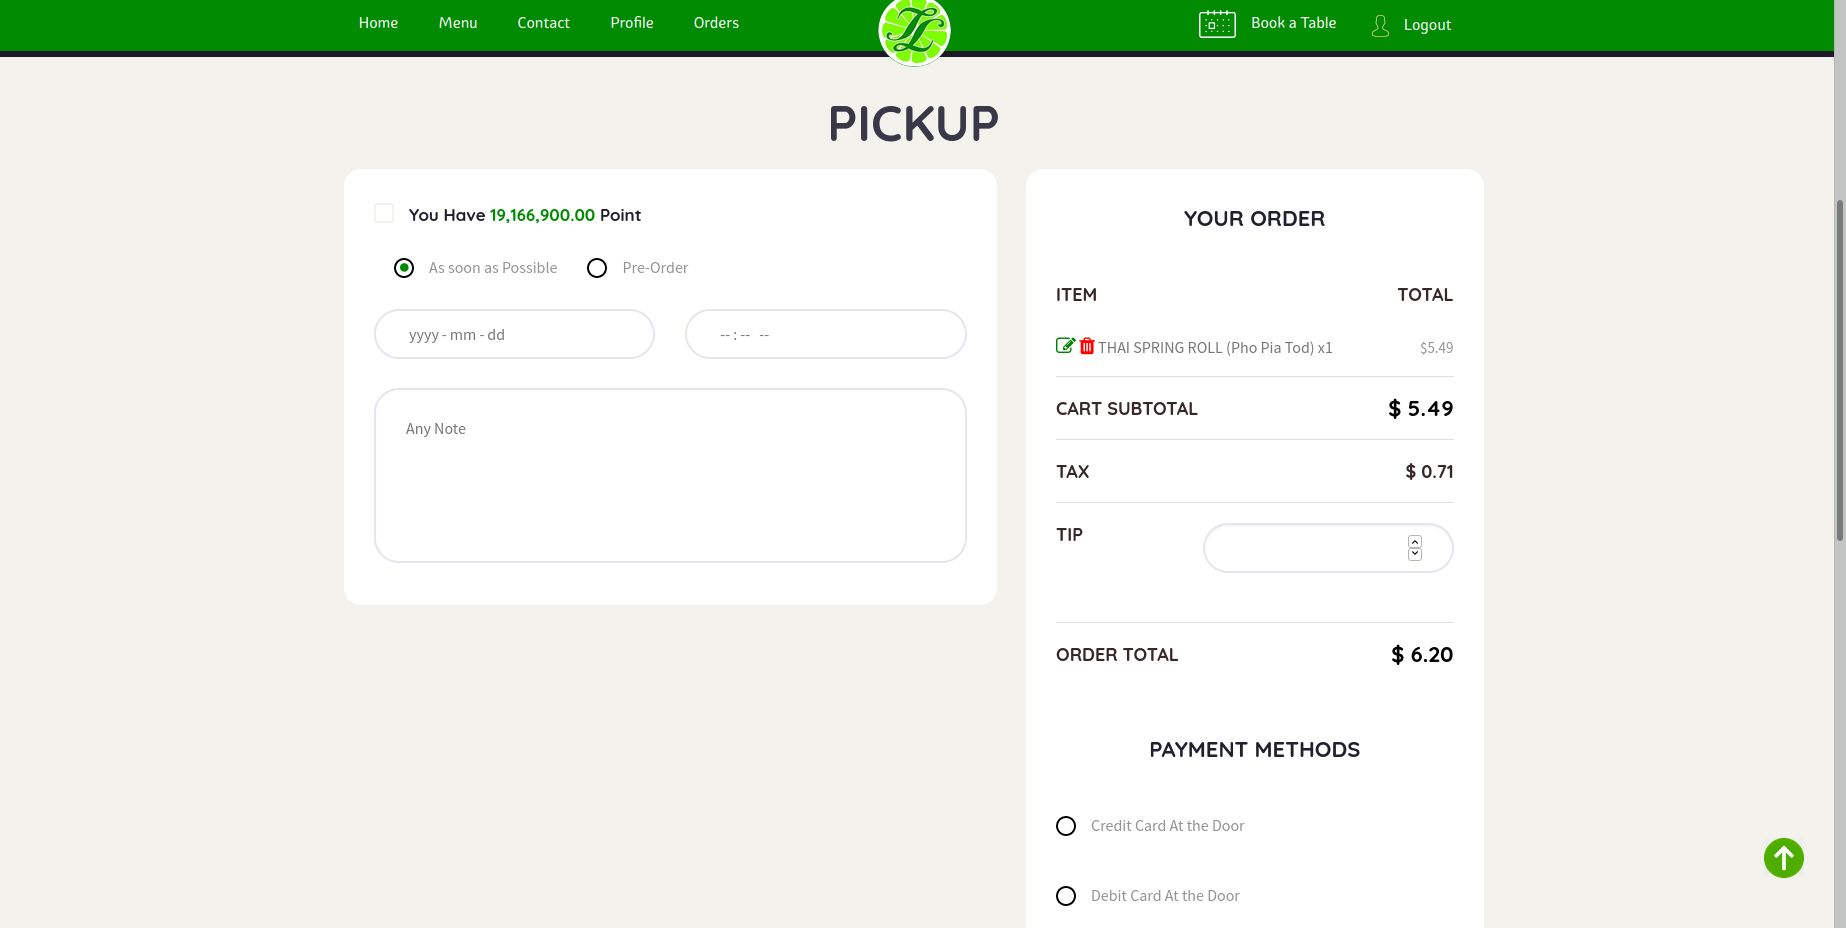 Home Menu Contact Profile Orders Book a Table Logout
PICKUP
You Have 19,166,900.00 Point
As soon as Possible Pre-Order
yyyy - mm - dd -- : -- --
Any Note
YOUR ORDER
ITEM TOTAL
THAI SPRING ROLL (Pho Pia Tod) x1 $5.49
CART SUBTOTAL $ 5.49
TAX $ 0.71
TIP
ORDER TOTAL $ 6.20
PAYMENT METHODS
Credit Card At the Door
Debit Card At the Door